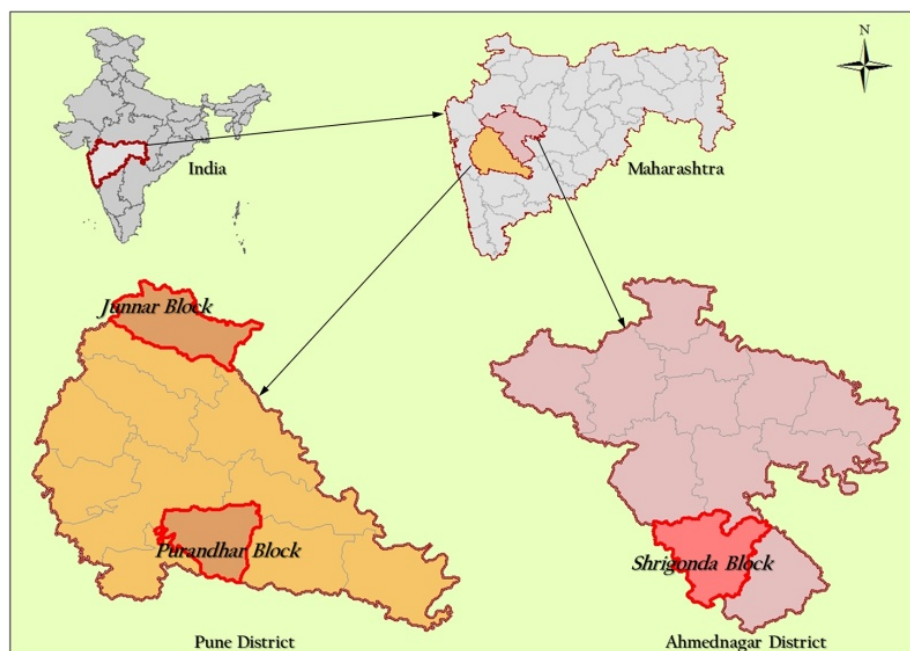 N
India
Maharashtra
Junnar Block
Purandhar Block
Shrigonda Block
Pune District
Ahmednagar District